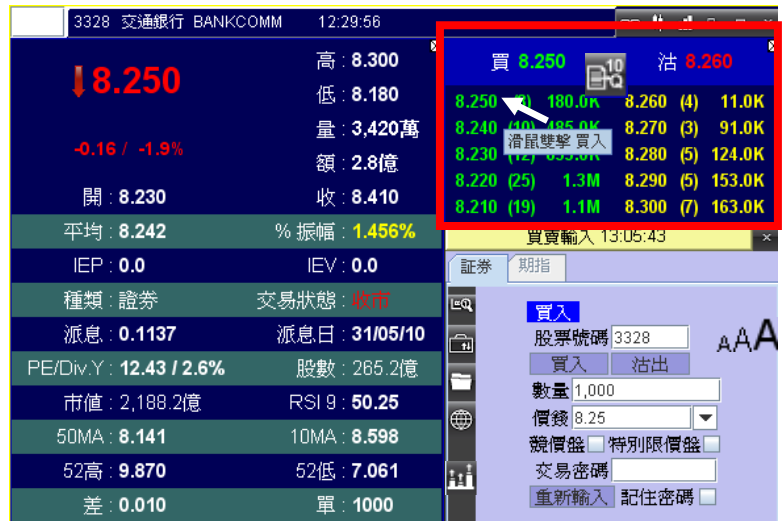 3328 交通銀行 BANKCOMM 12:29:56
8.250
-0.16 / -1.9%
高 : 8.300
低 : 8.180
量 : 3,420萬
額 : 2.8億
開 : 8.230 收 : 8.410
平均 : 8.242 % 振幅 : 1.456%
IEP : 0.0 IEV : 0.0
種類 : 證券 交易狀態 : 收市
派息 : 0.1137 派息日 : 31/05/10
PE/Div.Y : 12.43 / 2.6% 股數 : 265.2億
市值 : 2,188.2億 RSI 9 : 50.25
50MA : 8.141 10MA : 8.598
52高 : 9.870 52低 : 7.061
差 : 0.010 單 : 1000
買 8.250 沽 8.260
10
Q
8.250 180.0K 8.260 (4) 11.0K
8.240 8.270 (3) 91.0K
滑鼠雙擊 買入
8.230 8.280 (5) 124.0K
8.220 (25) 1.3M 8.290 (5) 153.0K
8.210 (19) 1.1M 8.300 (7) 163.0K
買賣輸入 13:05:43
証券 期指
買入
股票號碼 3328
AAA
買入 沽出
數量 1,000
價錢 8.25
競價盤 特別限價盤
交易密碼
重新輸入 記住密碼